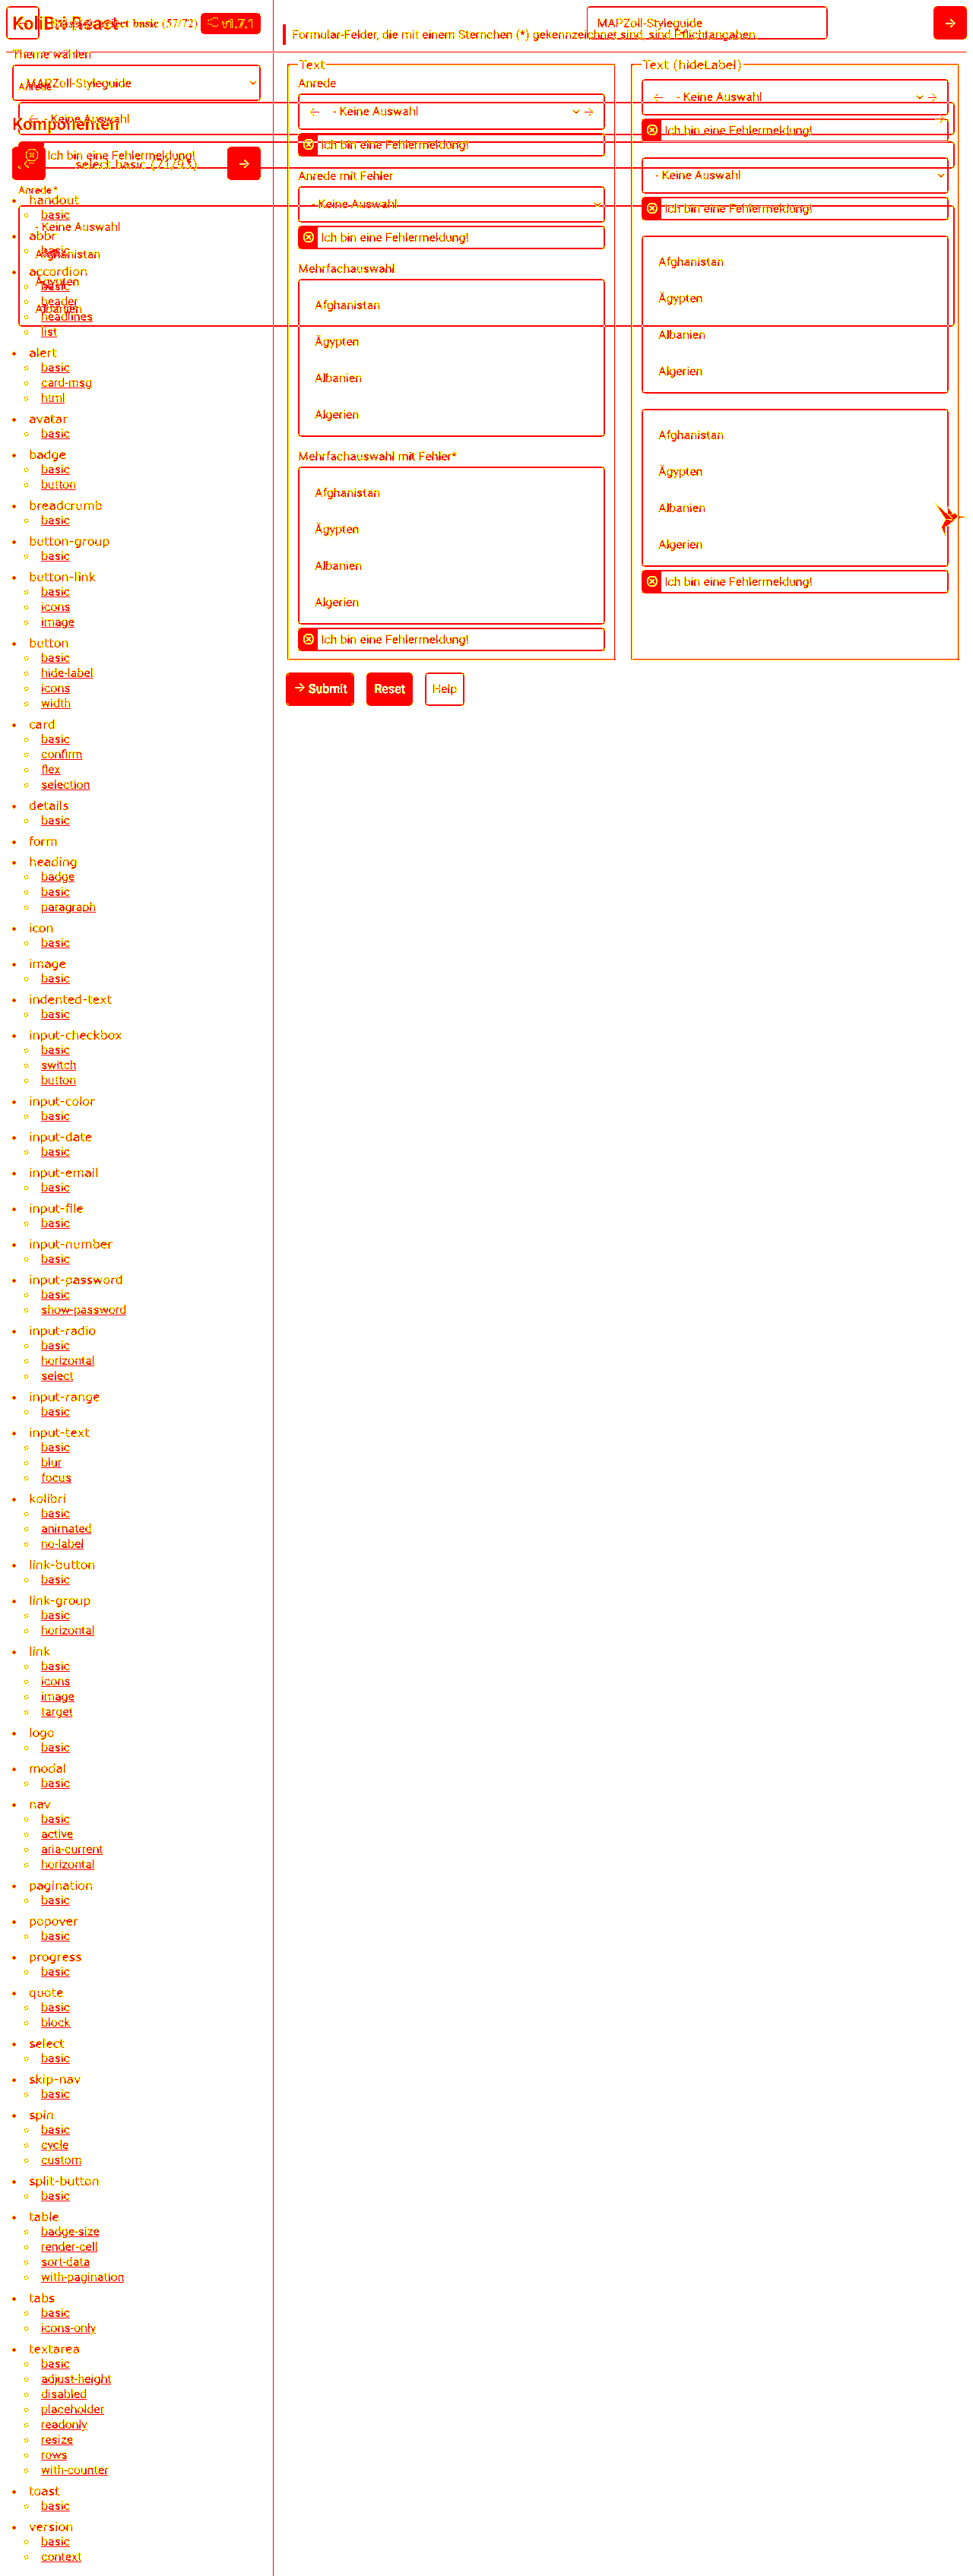 KoliBri React
select basic (57/72)
v1.7.1
MAPZoll-Styleguide
Formular-Felder, die mit einem Sternchen (*) gekennzeichnet sind, sind Pflichtangaben.
Theme wählen
MAPZoll-Styleguide
Anrede
- Keine Auswahl
Komponenten
Ich bin eine Fehlermeldung!
select basic (71/93)
Anrede*
- Keine Auswahl
Afghanistan
Ägypten
Albanien
handout
basic
abbr
basic
accordion
basic
header
headlines
list
alert
basic
card-msg
html
avatar
basic
badge
basic
button
breadcrumb
basic
button-group
basic
button-link
basic
icons
image
button
basic
hide-label
icons
width
card
basic
confirm
flex
selection
details
basic
form
heading
badge
basic
paragraph
icon
basic
image
basic
indented-text
basic
input-checkbox
basic
switch
button
input-color
basic
input-date
basic
input-email
basic
input-file
basic
input-number
basic
input-password
basic
show-password
input-radio
basic
horizontal
select
input-range
basic
input-text
basic
blur
focus
kolibri
basic
animated
no-label
link-button
basic
link-group
basic
horizontal
link
basic
icons
image
target
logo
basic
modal
basic
nav
basic
active
aria-current
horizontal
pagination
basic
popover
basic
progress
basic
quote
basic
block
select
basic
skip-nav
basic
spin
basic
cycle
custom
split-button
basic
table
badge-size
render-cell
sort-data
with-pagination
tabs
basic
icons-only
textarea
basic
adjust-height
disabled
placeholder
readonly
resize
rows
with-counter
toast
basic
version
basic
context
Text
Anrede
- Keine Auswahl
Ich bin eine Fehlermeldung!
Anrede mit Fehler
- Keine Auswahl
Ich bin eine Fehlermeldung!
Mehrfachauswahl
Afghanistan
Ägypten
Albanien
Algerien
Mehrfachauswahl mit Fehler*
Afghanistan
Ägypten
Albanien
Algerien
Ich bin eine Fehlermeldung!
Text (hideLabel)
- Keine Auswahl
Ich bin eine Fehlermeldung!
- Keine Auswahl
Ich bin eine Fehlermeldung!
Afghanistan
Ägypten
Albanien
Algerien
Afghanistan
Ägypten
Albanien
Algerien
Ich bin eine Fehlermeldung!
Submit
Reset
Help